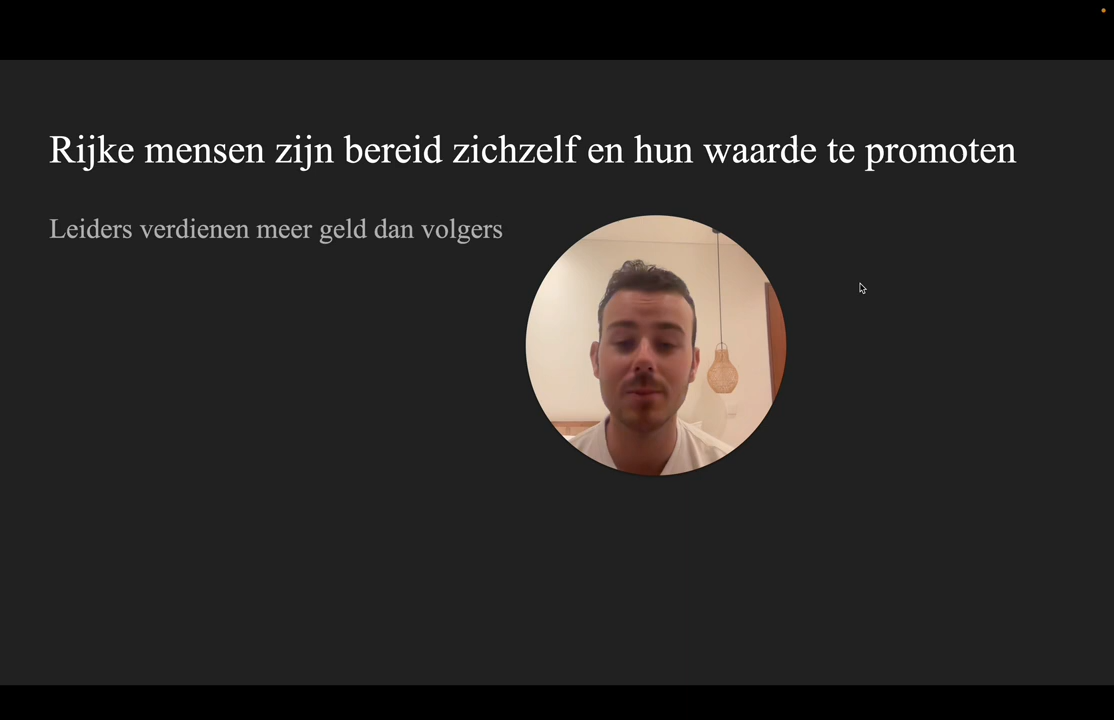 Rijke mensen zijn bereid zichzelf en hun waarde te promoten
Leiders verdienen meer geld dan volgers